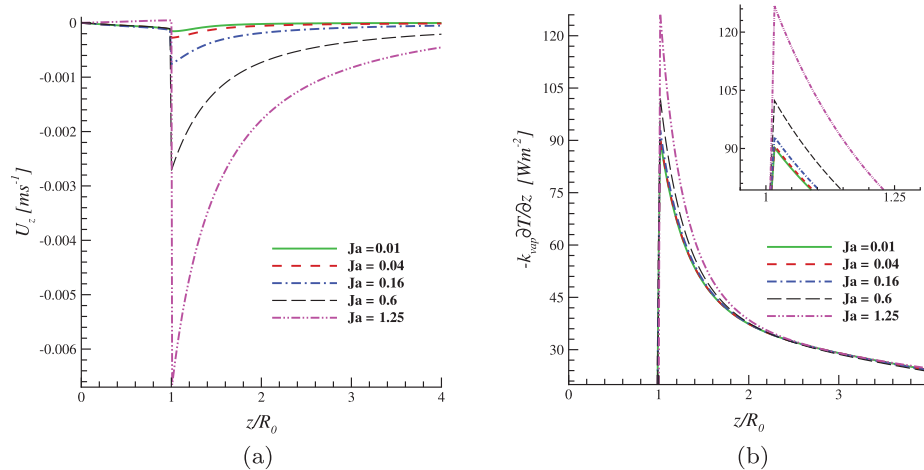 0
-0.001
-0.002
-0.003
-0.004
-0.005
-0.006
U_z [ms^-1]
Ja = 0.01
Ja = 0.04
Ja = 0.16
Ja = 0.6
Ja = 1.25
0 1 2 3 4
z/R_0
(a)
120
105
90
75
60
45
30
-k_vap ∂T/∂z [Wm^-2]
120
105
90
1 1.25
Ja = 0.01
Ja = 0.04
Ja = 0.16
Ja = 0.6
Ja = 1.25
0 1 2 3
z/R_0
(b)